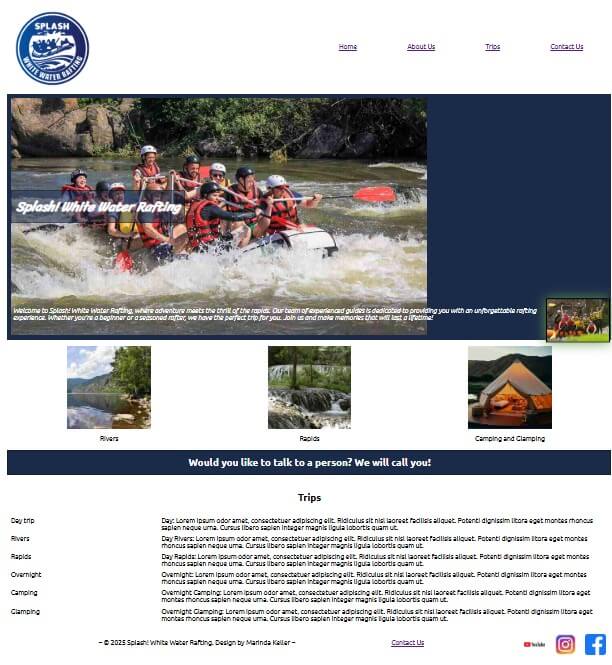 SPLASH
WHITE WATER RAFTING
Home About Us Trips Contact Us
Splash! White Water Rafting
Welcome to Splash! White Water Rafting, where adventure meets the thrill of the rapids. Our team of experienced guides is dedicated to providing you with an unforgettable rafting
experience. Whether you're a beginner or a seasoned rafter, we have the perfect trip for you. Join us and make memories that will last a lifetime!
Rivers Rapids Camping and Glamping
Would you like to talk to a person? We will call you!
Trips
Day trip Day: Lorem ipsum odor amet, consectetuer adipiscing elit. Ridiculus sit nisl laoreet facilisis aliquet. Potenti dignissim litora eget montes rhoncus
sapien neque urna. Cursus libero sapien integer magnis ligula lobortis quam ut.
Rivers Day Rivers: Lorem ipsum odor amet, consectetuer adipiscing elit. Ridiculus sit nisl laoreet facilisis aliquet. Potenti dignissim litora eget montes
rhoncus sapien neque urna. Cursus libero sapien integer magnis ligula lobortis quam ut.
Rapids Day Rapids: Lorem ipsum odor amet, consectetuer adipiscing elit. Ridiculus sit nisl laoreet facilisis aliquet. Potenti dignissim litora eget montes
rhoncus sapien neque urna. Cursus libero sapien integer magnis ligula lobortis quam ut.
Overnight Overnight: Lorem ipsum odor amet, consectetuer adipiscing elit. Ridiculus sit nisl laoreet facilisis aliquet. Potenti dignissim litora eget montes
rhoncus sapien neque urna. Cursus libero sapien integer magnis ligula lobortis quam ut.
Camping Overnight Camping: Lorem ipsum odor amet, consectetuer adipiscing elit. Ridiculus sit nisl laoreet facilisis aliquet. Potenti dignissim litora eget
montes rhoncus sapien neque urna. Cursus libero sapien integer magnis ligula lobortis quam ut.
Glamping Overnight Glamping: Lorem ipsum odor amet, consectetuer adipiscing elit. Ridiculus sit nisl laoreet facilisis aliquet. Potenti dignissim litora eget
montes rhoncus sapien neque urna. Cursus libero sapien integer magnis ligula lobortis quam ut.
~ © 2025 Splash! White Water Rafting. Design by Marinda Keller ~ Contact Us YouTube